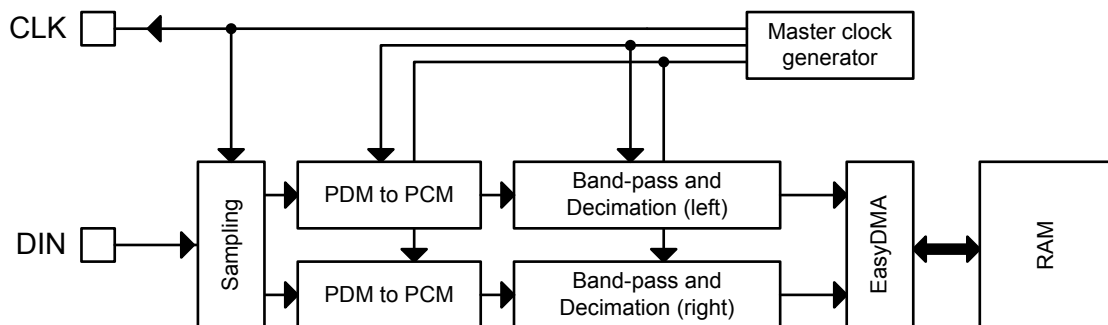 CLK
Master clock
generator
DIN
Sampling
PDM to PCM
Band-pass and
Decimation (left)
PDM to PCM
Band-pass and
Decimation (right)
EasyDMA
RAM